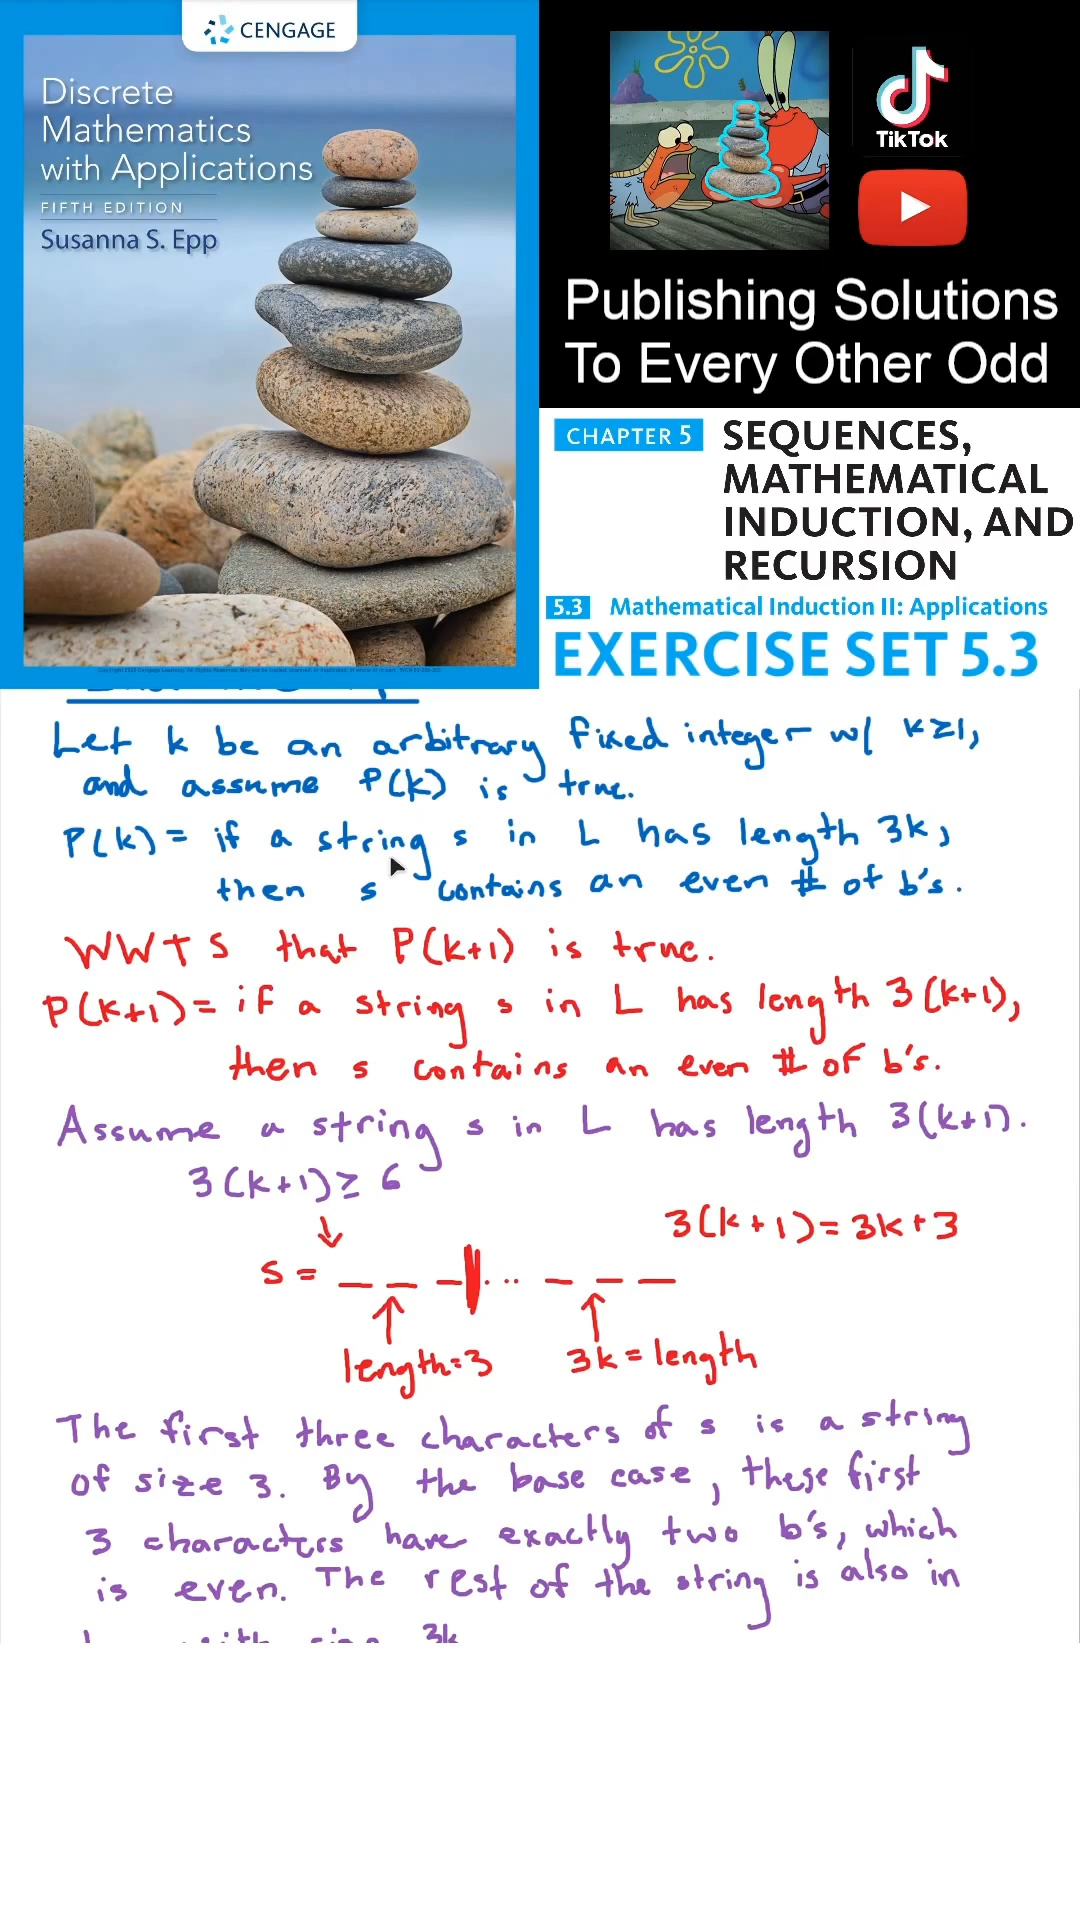 CENGAGE
Discrete
Mathematics
with Applications
FIFTH EDITION
Susanna S. Epp
TikTok
Publishing Solutions
To Every Other Odd
CHAPTER 5
SEQUENCES,
MATHEMATICAL
INDUCTION, AND
RECURSION
5.3 Mathematical Induction II: Applications
EXERCISE SET 5.3
Let k be an arbitrary fixed integer w/ k≥1,
and assume P(k) is true.
P(k) = if a string s in L has length 3k,
then s contains an even # of b's.
WWTS that P(k+1) is true.
P(k+1) = if a string s in L has length 3(k+1),
then s contains an even # of b's.
Assume a string s in L has length 3(k+1).
3(k+1) ≥ 6
3(k+1) = 3k+3
s = _ _ _ | ... _ _ _
length=3 3k = length
The first three characters of s is a string
of size 3. By the base case, these first
3 characters have exactly two b's, which
is even. The rest of the string is also in
3k